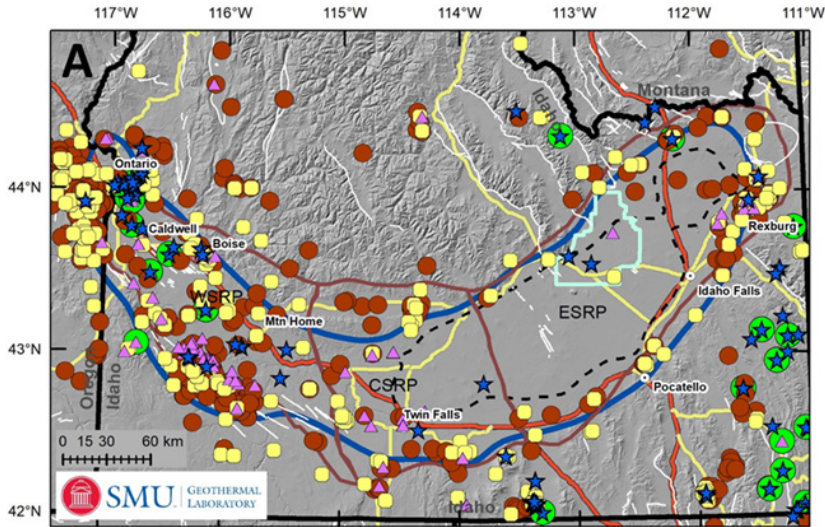 117°W 116°W 115°W 114°W 113°W 112°W 111°W
A
Montana
Idah
Ontario
44°N
Caldwell
Boise
Rexburg
WSRP
Idaho Falls
ESRP
Mtn Home
43°N
Oregon
Idaho
CSRP
Pocatello
Twin Falls
0 15 30 60 km
SMU GEOTHERMAL
LABORATORY
Idaho
42°N